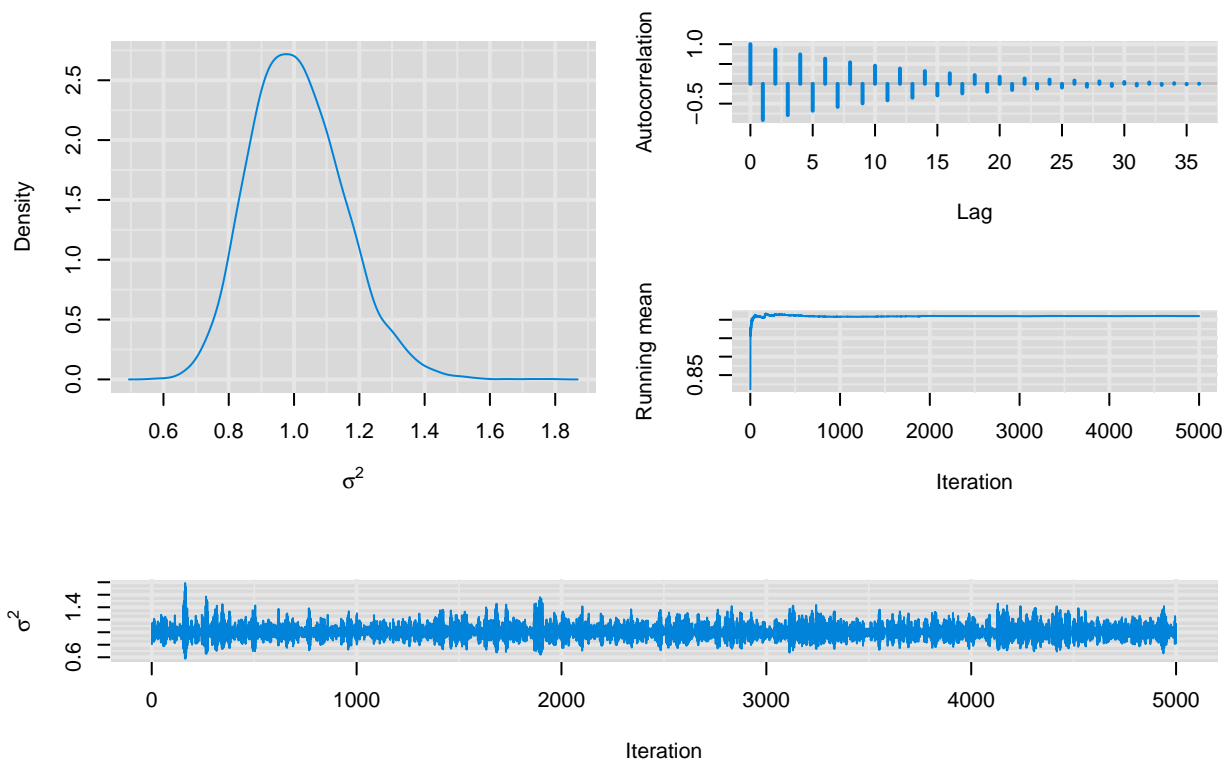 Density
0.0 0.5 1.0 1.5 2.0 2.5
0.6 0.8 1.0 1.2 1.4 1.6 1.8
σ²
Autocorrelation
−0.5 1.0
0 5 10 15 20 25 30 35
Lag
Running mean
0.85
0 1000 2000 3000 4000 5000
Iteration
σ²
0.6 1.4
0 1000 2000 3000 4000 5000
Iteration